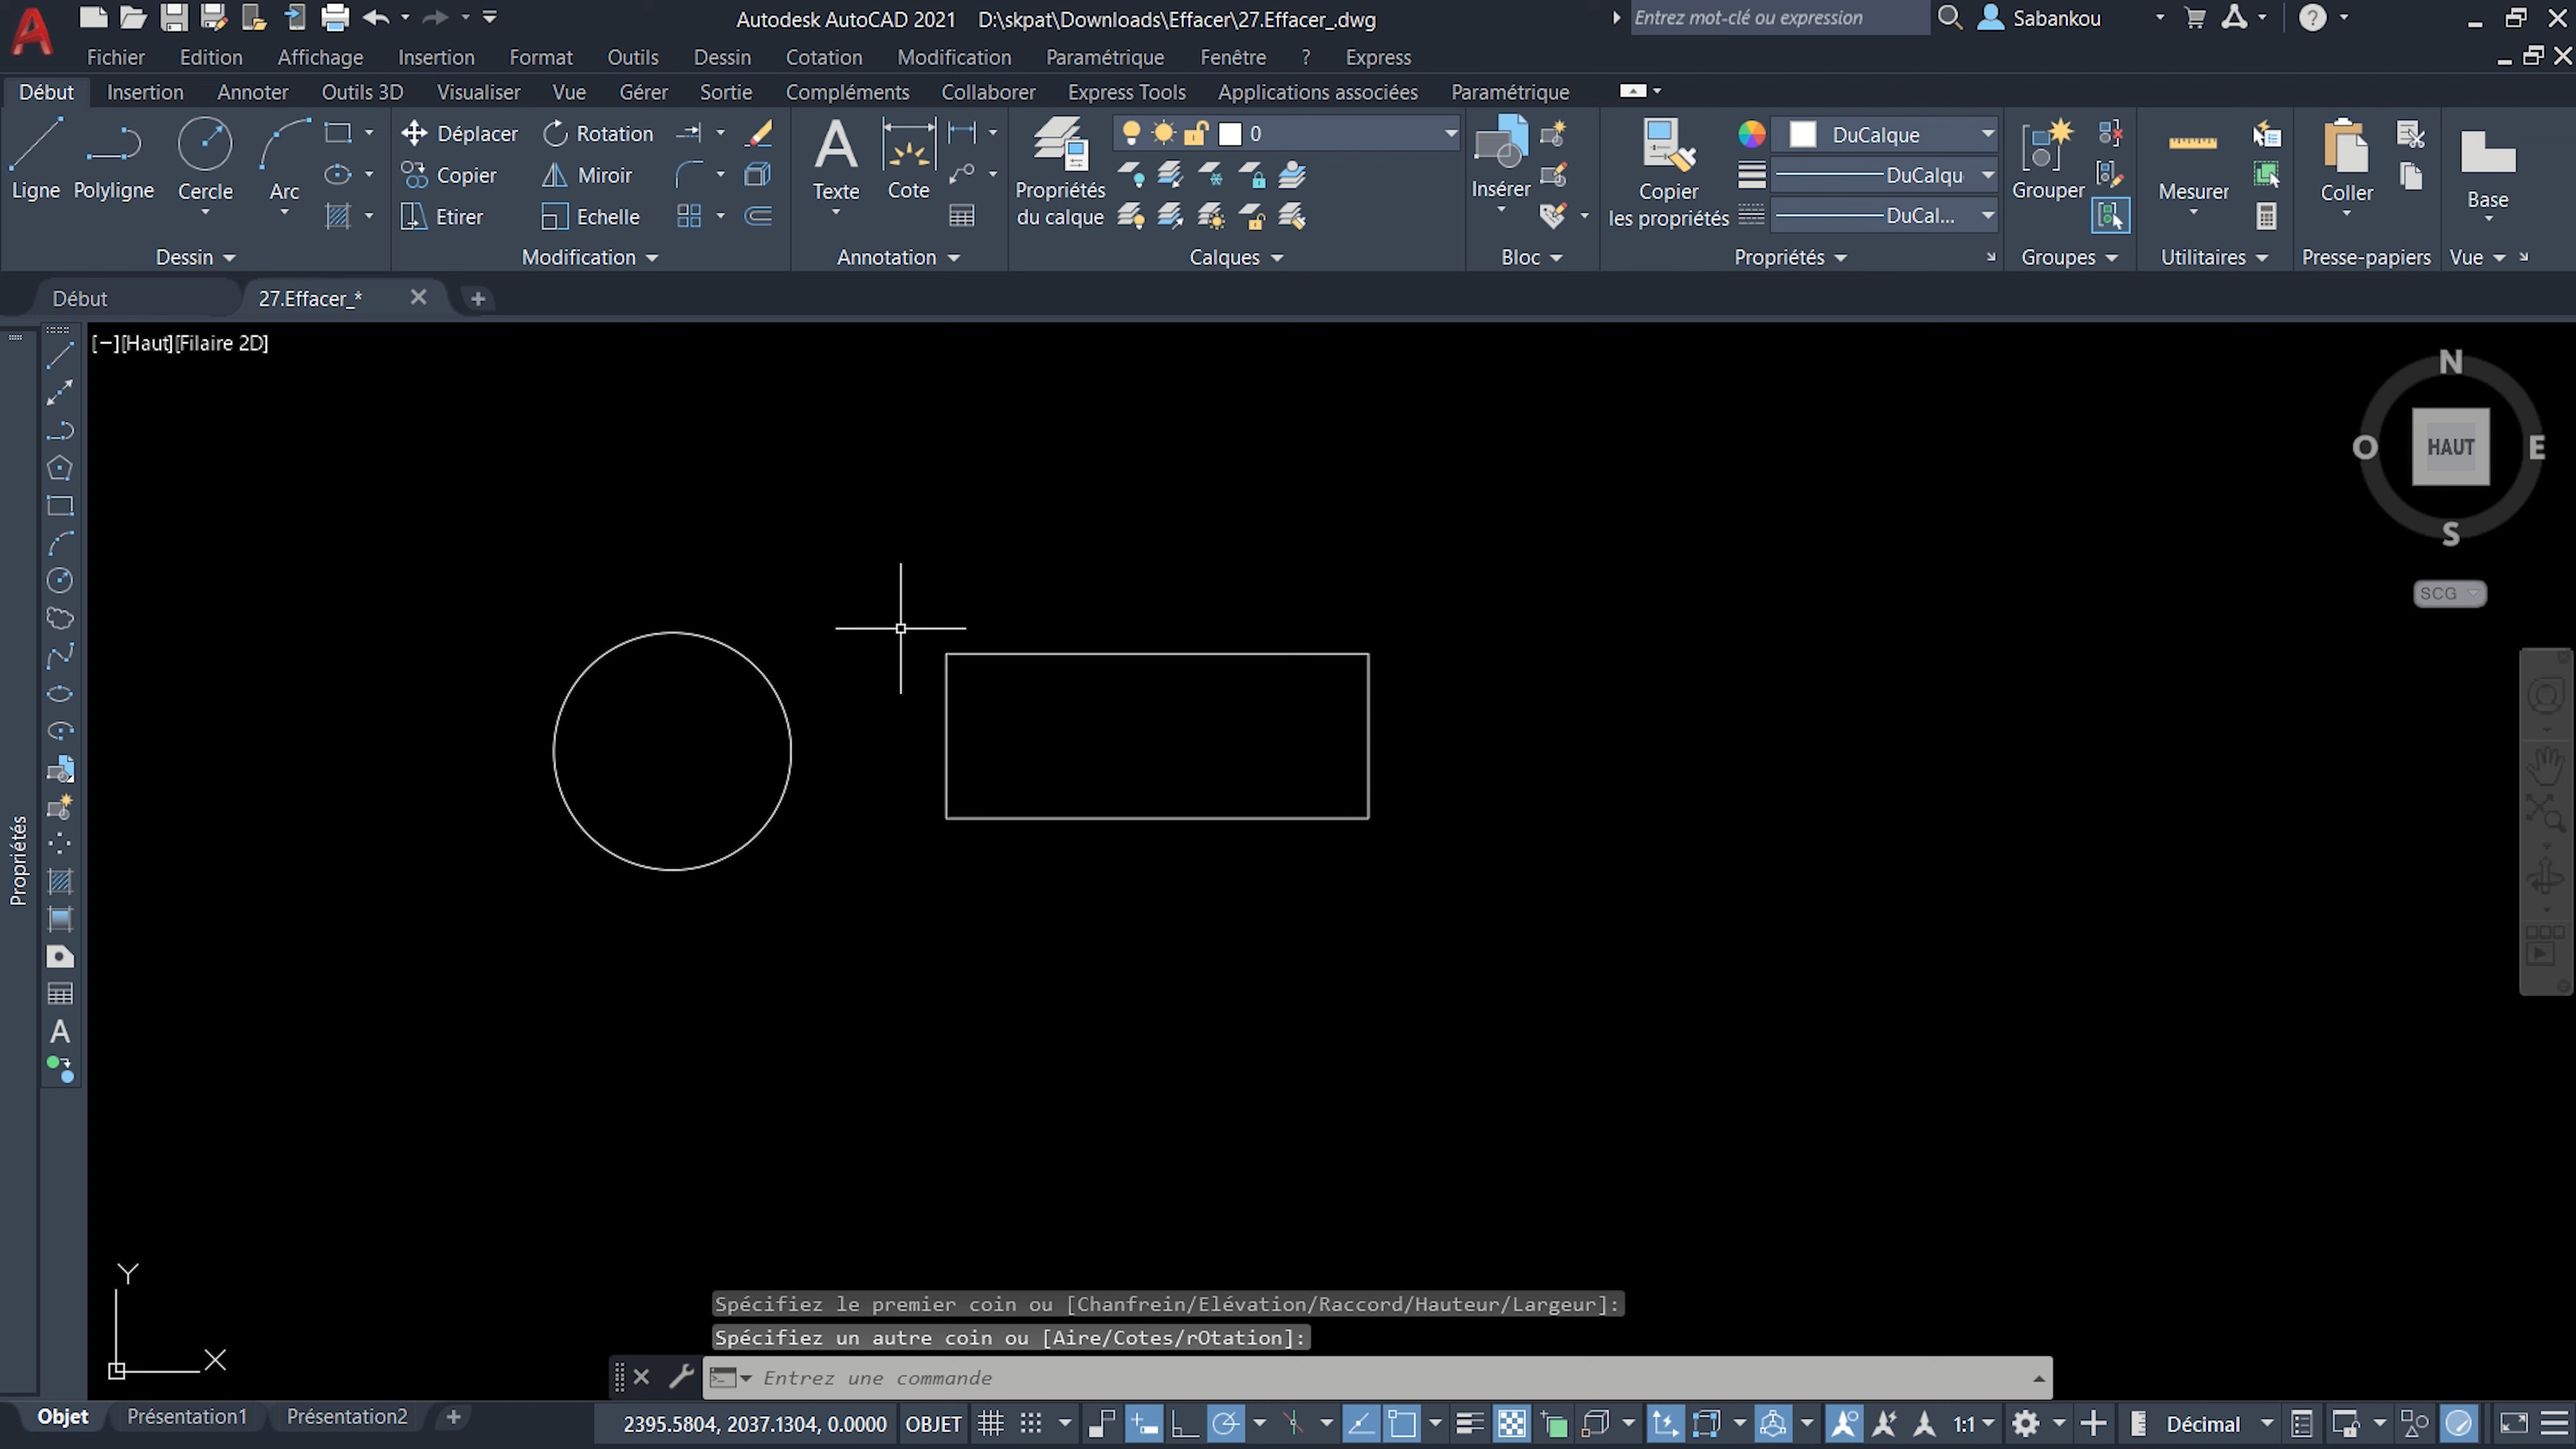 Autodesk AutoCAD 2021 D:\skpat\Downloads\Effacer\27.Effacer_.dwg
Entrez mot-clé ou expression
Sabankou
Fichier Edition Affichage Insertion Format Outils Dessin Cotation Modification Paramétrique Fenêtre ? Express
Début Insertion Annoter Outils 3D Visualiser Vue Gérer Sortie Compléments Collaborer Express Tools Applications associées Paramétrique
Déplacer Rotation 0 DuCalque
Copier Miroir DuCalqu
Ligne Polyligne Cercle Arc Texte Cote Propriétés du calque Insérer Copier les propriétés Grouper Mesurer Coller Base
Etirer Echelle DuCal...
Dessin Modification Annotation Calques Bloc Propriétés Groupes Utilitaires Presse-papiers Vue
Début 27.Effacer_*
[−][Haut][Filaire 2D]
N
O HAUT E
S
SCG
Propriétés
A
Y
X
Spécifiez le premier coin ou [Chanfrein/Elévation/Raccord/Hauteur/Largeur]:
Spécifiez un autre coin ou [Aire/Cotes/rOtation]:
Entrez une commande
Objet Présentation1 Présentation2
2395.5804, 2037.1304, 0.0000 OBJET 1:1 Décimal